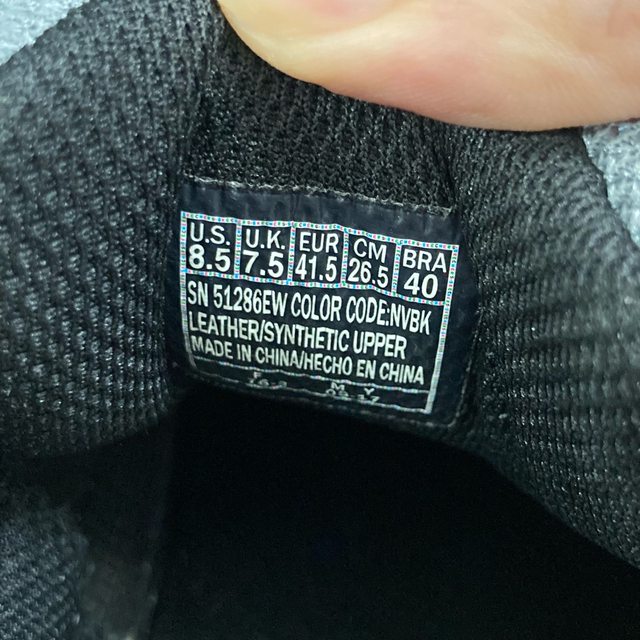 U.S. U.K. EUR CM BRA
8.5 7.5 41.5 26.5 40
SN 51286EW COLOR CODE:NVBK
LEATHER/SYNTHETIC UPPER
MADE IN CHINA/HECHO EN CHINA